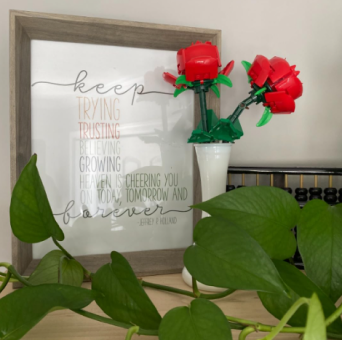 keep
TRYING
TRUSTING
BELIEVING
GROWING
HEAVEN IS CHEERING YOU
ON TODAY, TOMORROW AND
forever
JEFFREY R. HOLLAND